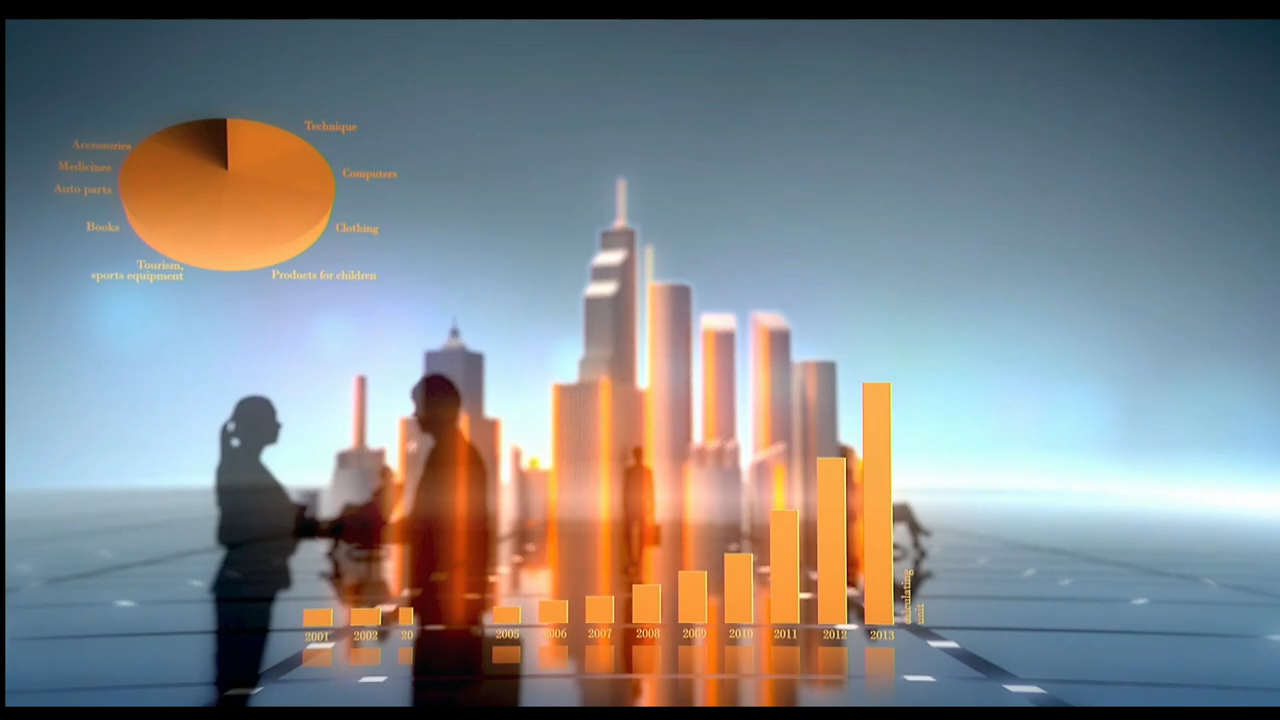 Technique
Accessories
Medicines
Computers
Auto parts
Books
Clothing
Tourism,
sports equipment
Products for children
calculating
unit
2001 2002 20 2005 2006 2007 2008 2009 2010 2011 2012 2013